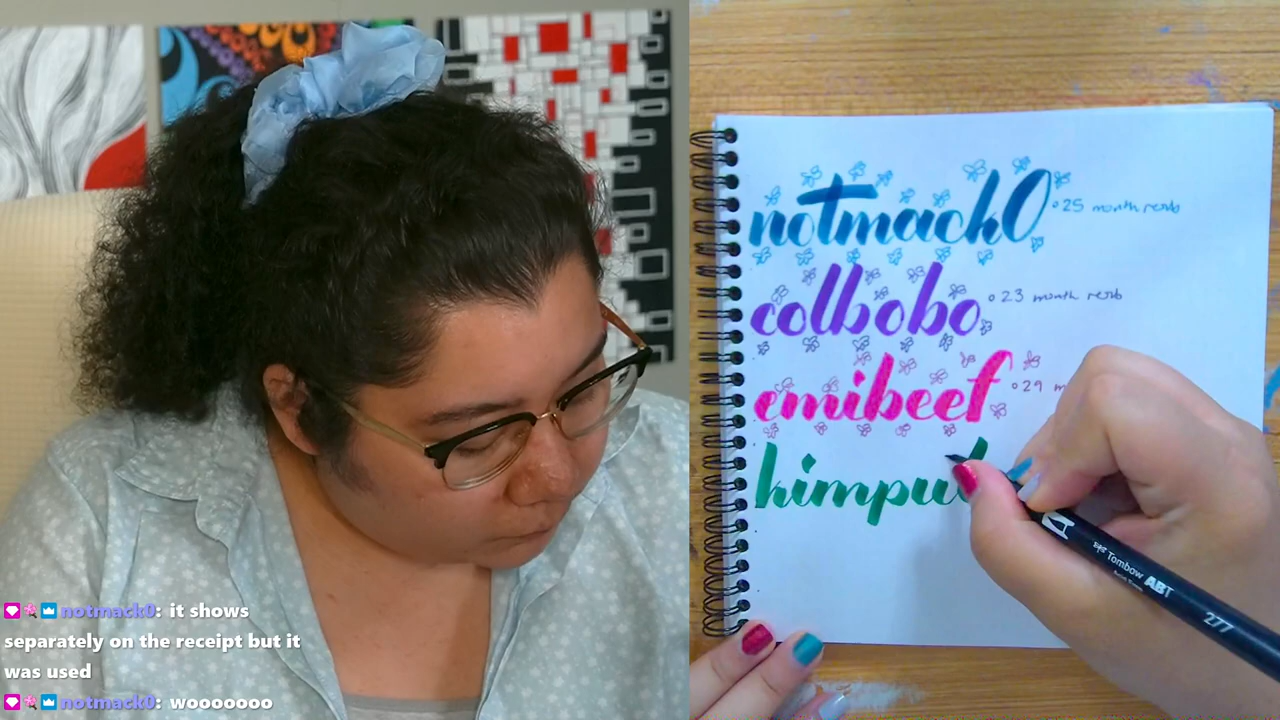 notmack0: it shows
separately on the receipt but it
was used
notmack0: wooooooo
notmack0 25 month resub
colbobo 23 month resub
emibeef 29 m
Tombow ABT
277